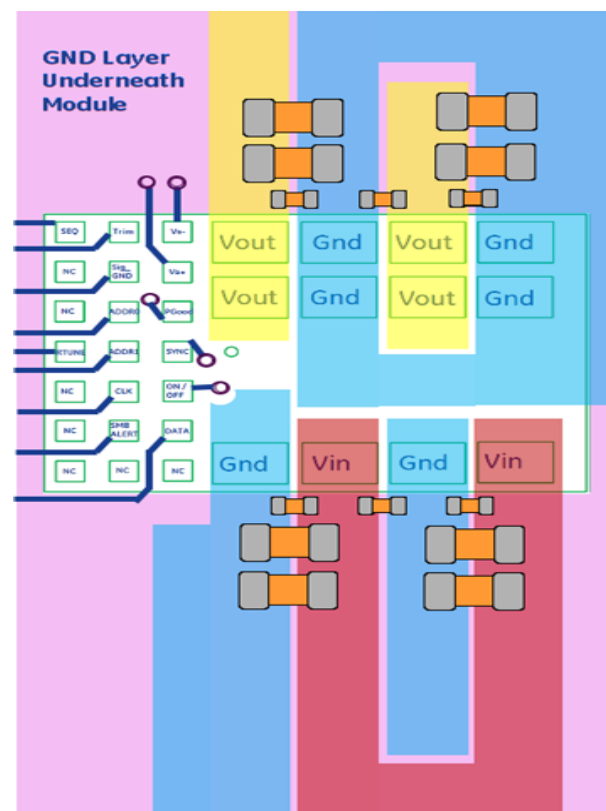 GND Layer
Underneath
Module
SEQ Trim Vs-
Vout Gnd Vout Gnd
NC Sig_
GND Vs+
Vout Gnd Vout Gnd
NC ADDR0 PGood
RTUNE ADDR1 SYNC
NC CLK ON /
OFF
NC SMB
ALERT DATA
Gnd Vin Gnd Vin
NC NC NC